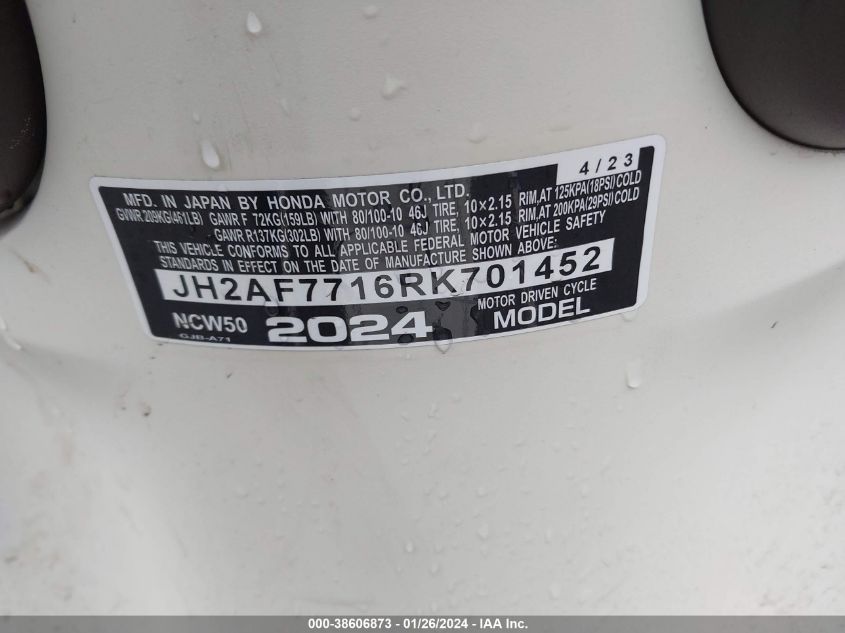 4/23
MFD. IN JAPAN BY HONDA MOTOR CO., LTD.
GVWR 209KG(461LB) GAWR F 72KG(159LB) WITH 80/100-10 46J TIRE, 10×2.15 RIM, AT 125KPA(18PSI) COLD
GAWR R137KG(302LB) WITH 80/100-10 46J TIRE, 10×2.15 RIM, AT 200KPA(29PSI) COLD
THIS VEHICLE CONFORMS TO ALL APPLICABLE FEDERAL MOTOR VEHICLE SAFETY
STANDARDS IN EFFECT ON THE DATE OF MANUFACTURE SHOWN ABOVE:
JH2AF7716RK701452
NCW50 2024 MOTOR DRIVEN CYCLE
GJB-A71 MODEL
000-38606873 - 01/26/2024 - IAA Inc.